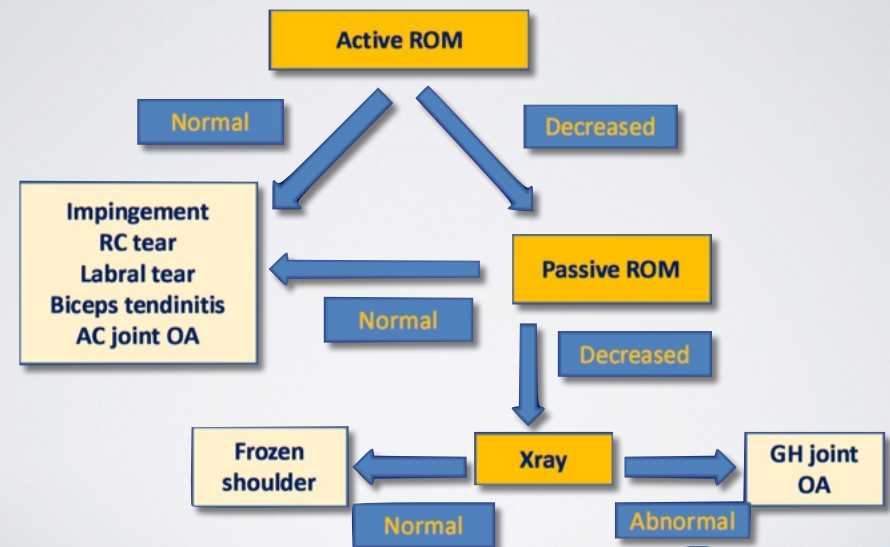 Active ROM
Normal
Decreased
Impingement
RC tear
Labral tear
Biceps tendinitis
AC joint OA
Passive ROM
Normal
Decreased
Frozen
shoulder
Xray
GH joint
OA
Normal
Abnormal